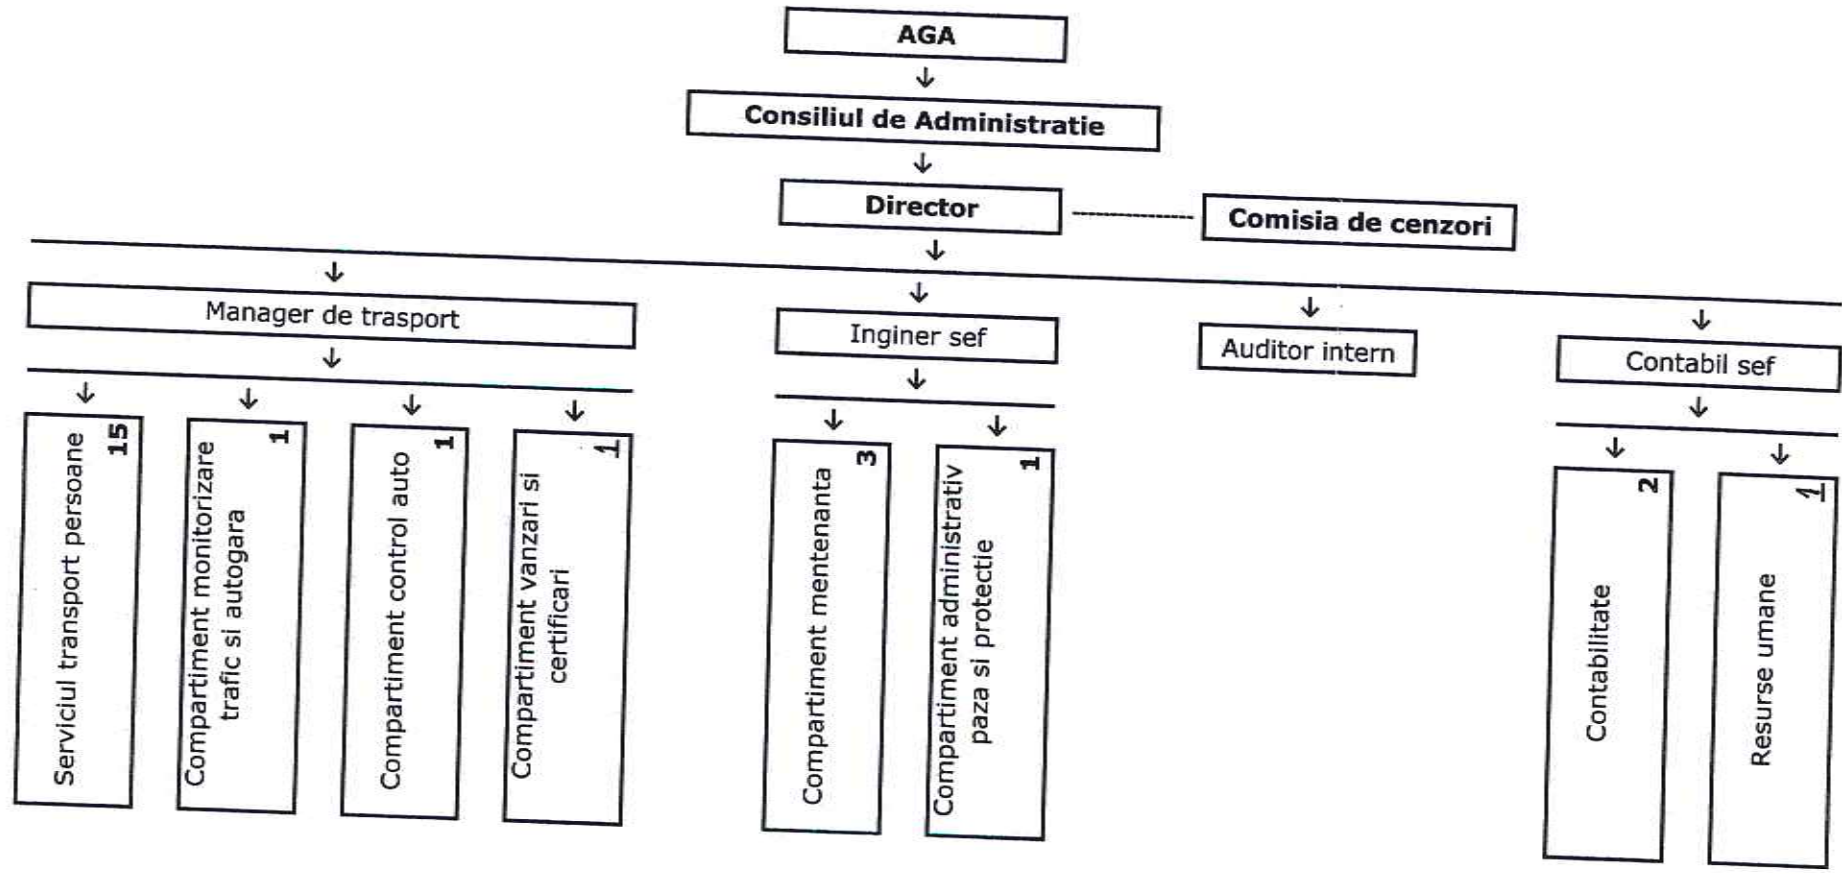 AGA
Consiliul de Administratie
Director
Comisia de cenzori
Manager de trasport
Inginer sef
Auditor intern
Contabil sef
15
Serviciul transport persoane
1
Compartiment monitorizare
trafic si autogara
1
Compartiment control auto
1
Compartiment vanzari si
certificari
3
Compartiment mentenanta
1
Compartiment administrativ
paza si protectie
2
Contabilitate
1
Resurse umane